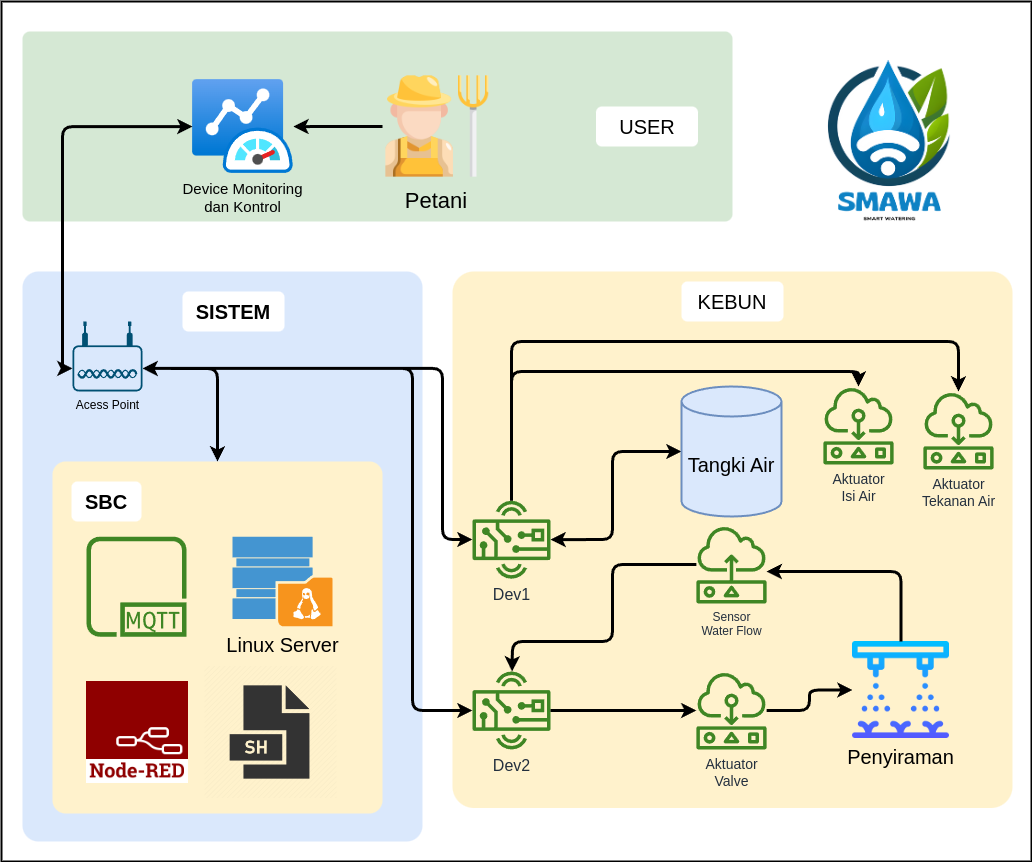 USER
Device Monitoring
dan Kontrol
Petani
SMAWA
SMART WATERING
SISTEM
Acess Point
SBC
MQTT
Linux Server
Node-RED
SH
KEBUN
Tangki Air
Aktuator
Isi Air
Aktuator
Tekanan Air
Dev1
Sensor
Water Flow
Dev2
Aktuator
Valve
Penyiraman